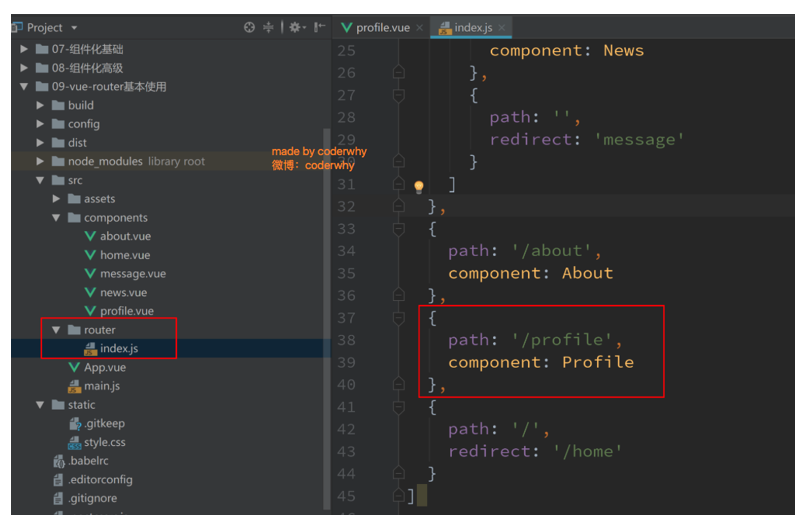 Project
profile.vue
index.js
07-组件化基础
08-组件化高级
09-vue-router基本使用
build
config
dist
node_modules library root
src
assets
components
about.vue
home.vue
message.vue
news.vue
profile.vue
router
index.js
App.vue
main.js
static
.gitkeep
style.css
.babelrc
.editorconfig
.gitignore
made by coderwhy
微博：coderwhy
25 component: News
26 },
27 {
28 path: '',
29 redirect: 'message'
30 }
31 ]
32 },
33 {
34 path: '/about',
35 component: About
36 },
37 {
38 path: '/profile',
39 component: Profile
40 },
41 {
42 path: '/',
43 redirect: '/home'
44 }
45 ]